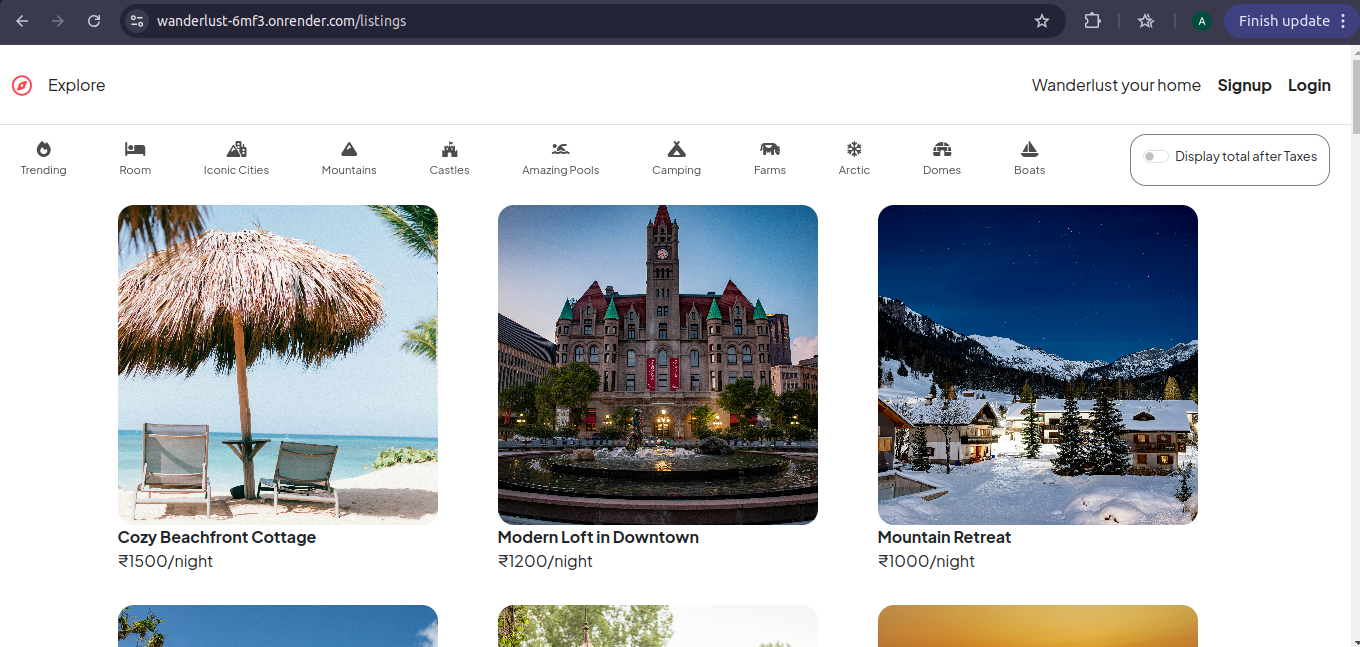 wanderlust-6mf3.onrender.com/listings
A
Finish update
Explore
Wanderlust your home Signup Login
Trending Room Iconic Cities Mountains Castles Amazing Pools Camping Farms Arctic Domes Boats
Display total after Taxes
Cozy Beachfront Cottage
₹1500/night
Modern Loft in Downtown
₹1200/night
Mountain Retreat
₹1000/night